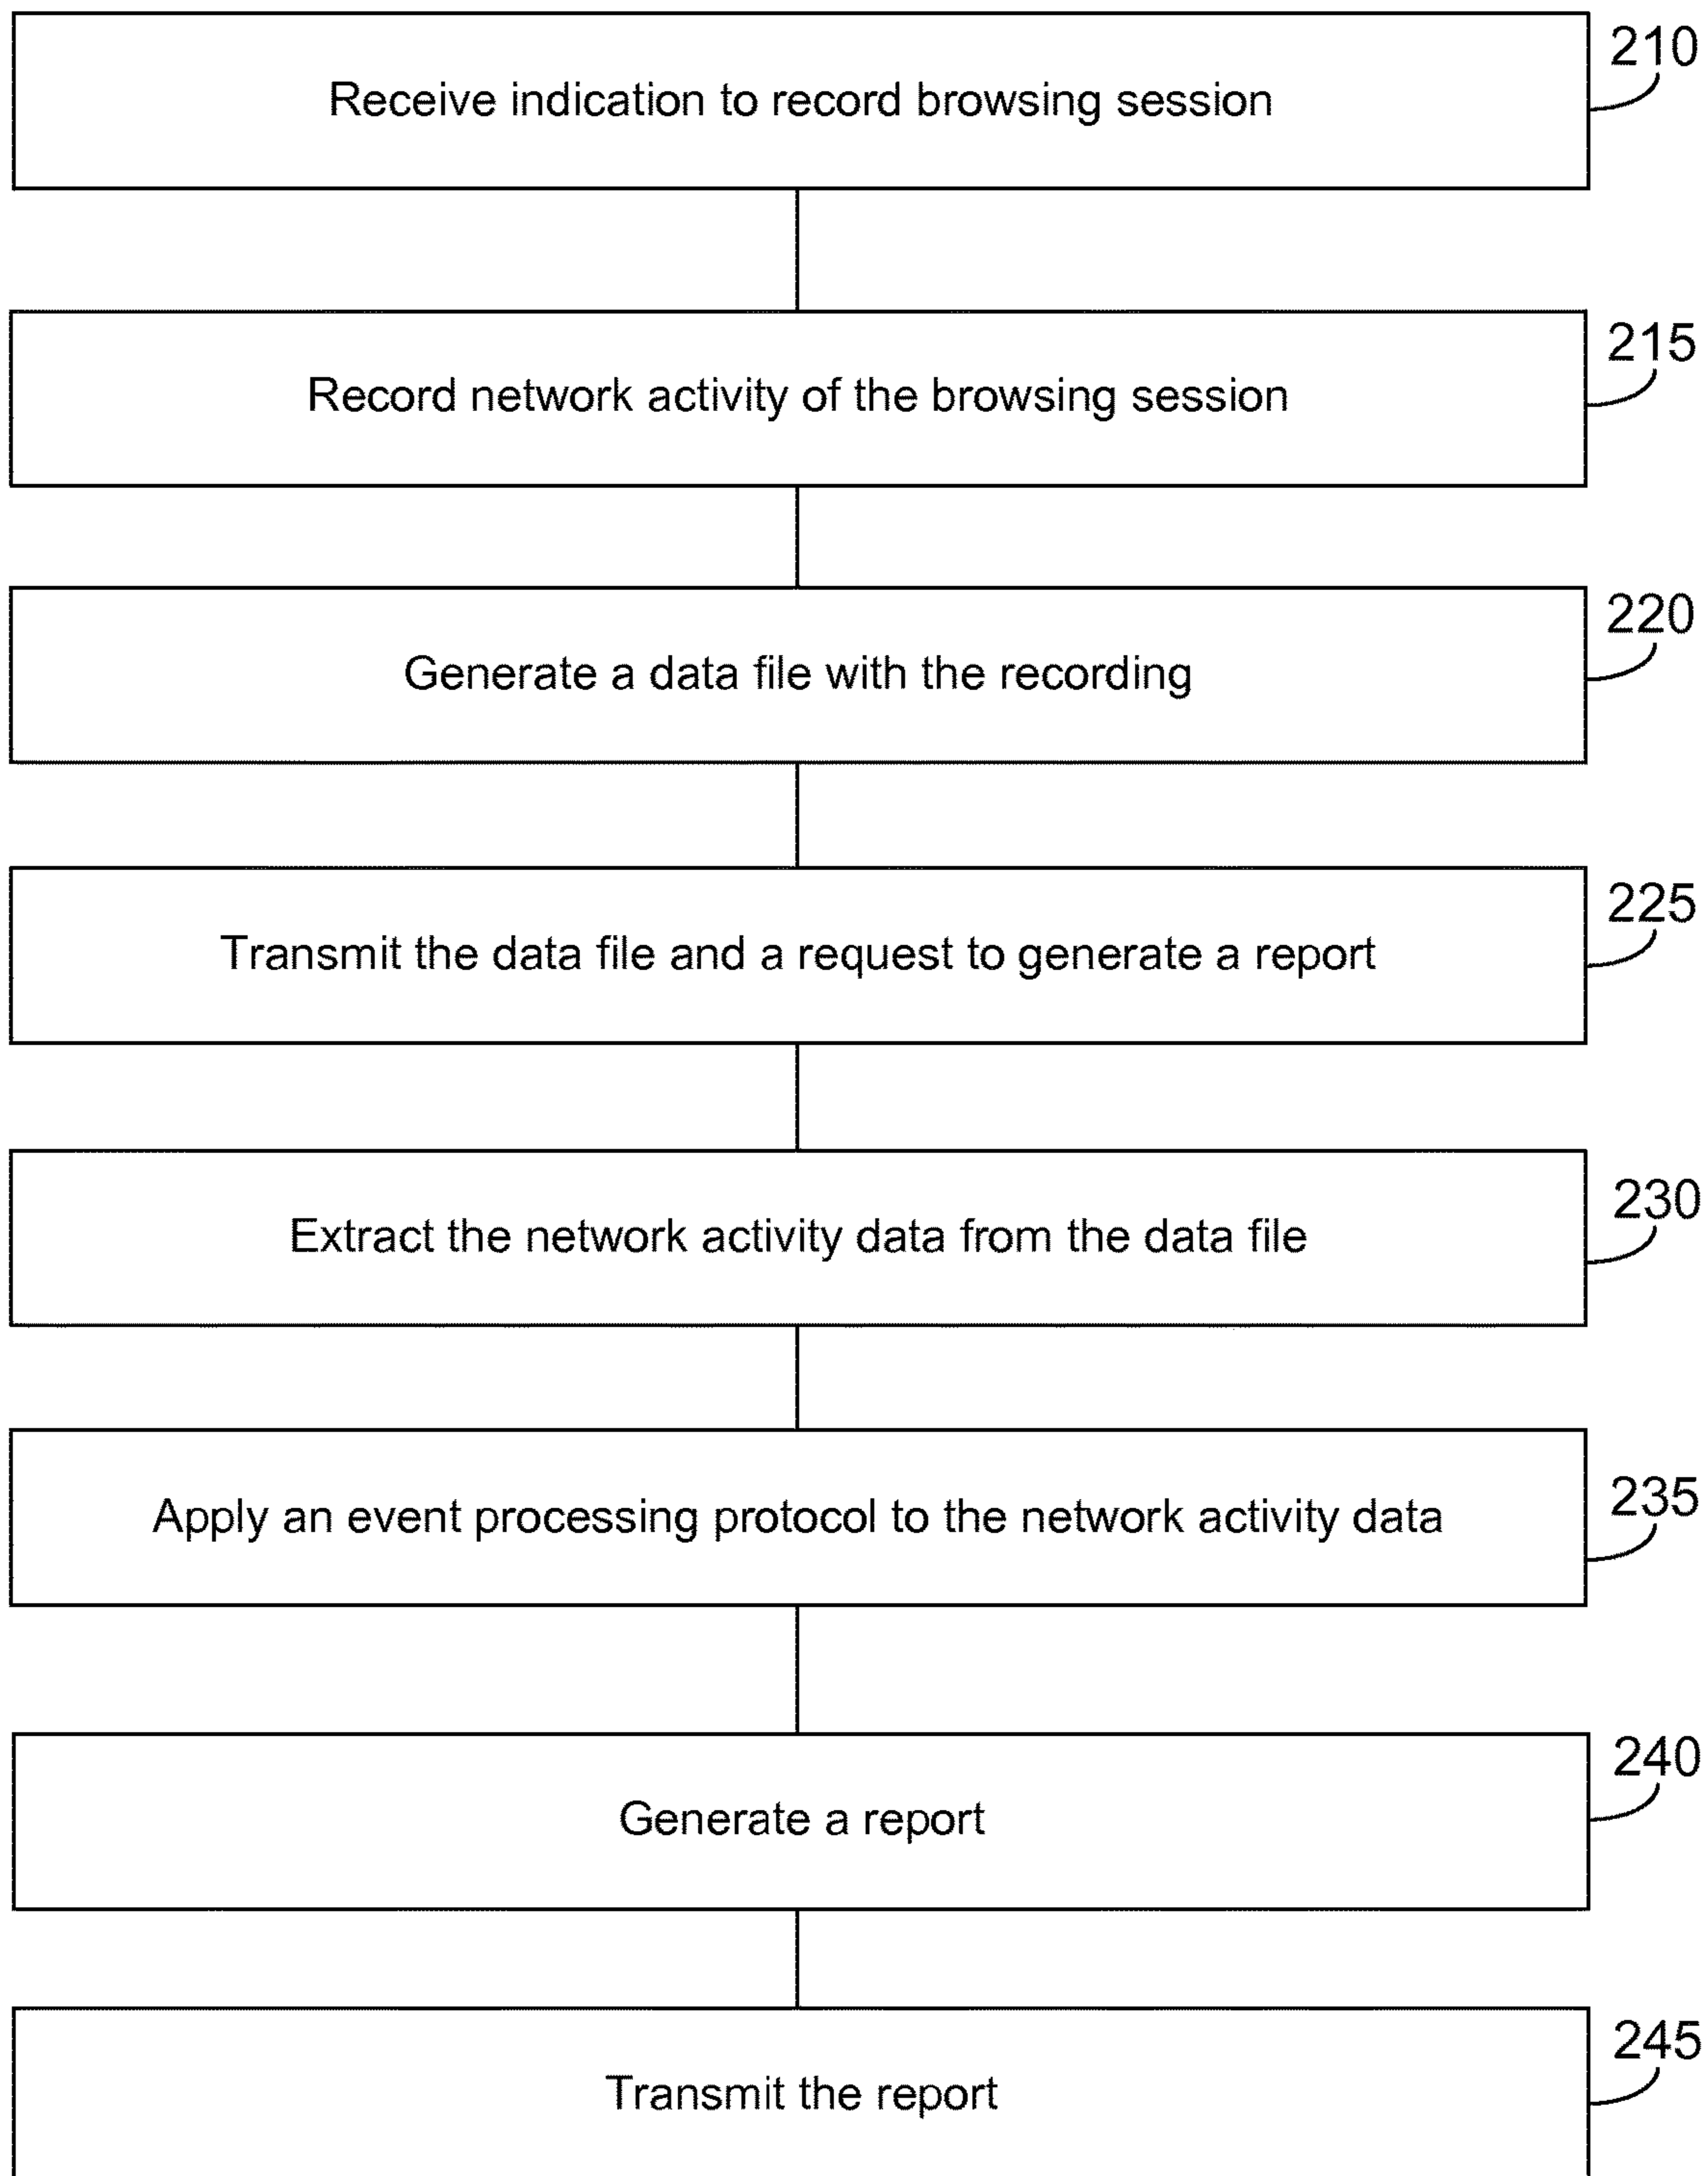 Receive indication to record browsing session
210
Record network activity of the browsing session
215
Generate a data file with the recording
220
Transmit the data file and a request to generate a report
225
Extract the network activity data from the data file
230
Apply an event processing protocol to the network activity data
235
Generate a report
240
Transmit the report
245